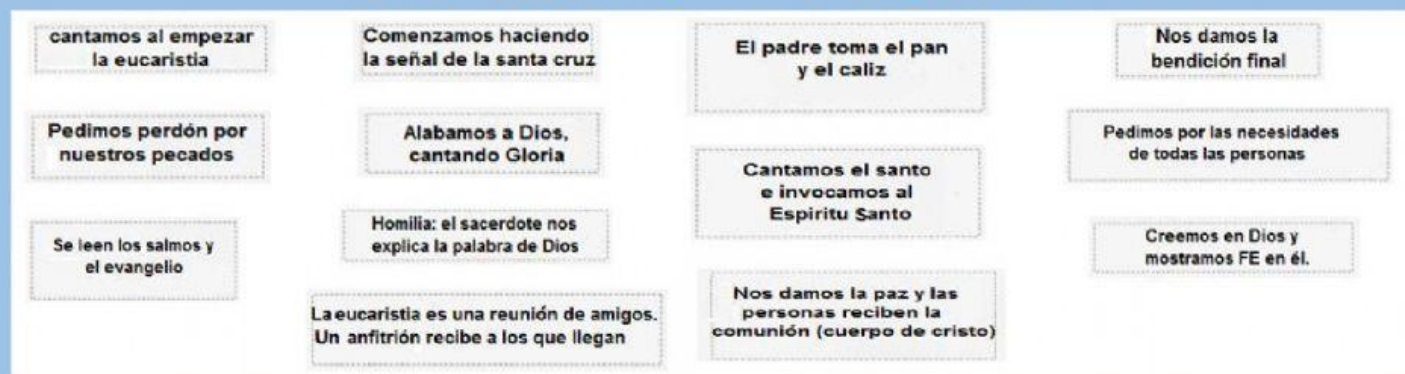 cantamos al empezar
la eucaristia
Pedimos perdón por
nuestros pecados
Se leen los salmos y
el evangelio
Comenzamos haciendo
la señal de la santa cruz
Alabamos a Dios,
cantando Gloria
Homilia: el sacerdote nos
explica la palabra de Dios
La eucaristia es una reunión de amigos.
Un anfitrión recibe a los que llegan
El padre toma el pan
y el caliz
Cantamos el santo
e invocamos al
Espiritu Santo
Nos damos la paz y las
personas reciben la
comunión (cuerpo de cristo)
Nos damos la
bendición final
Pedimos por las necesidades
de todas las personas
Creemos en Dios y
mostramos FE en él.